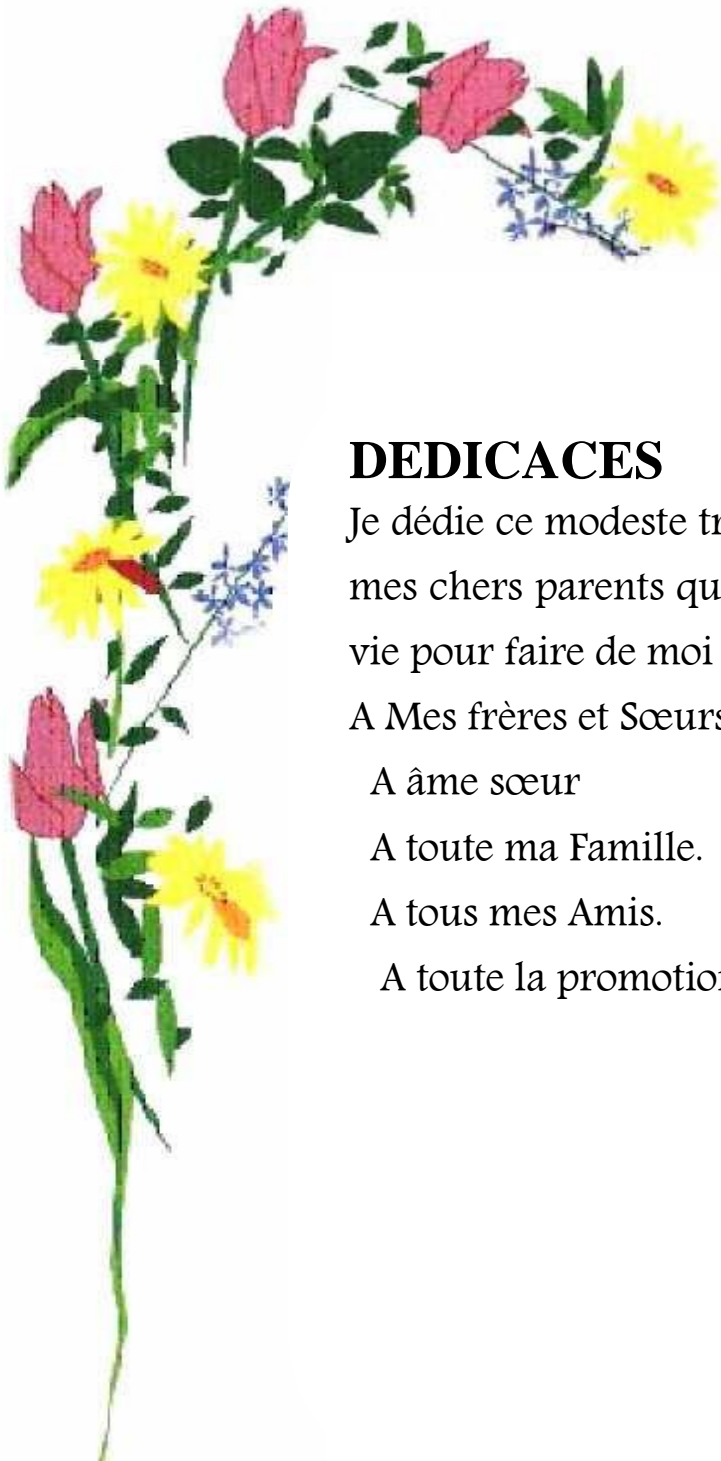 DEDICACES
Je dédie ce modeste
mes chers parents
vie pour faire de moi
A Mes frères et Sœurs
A âme sœur
A toute ma Famille.
A tous mes Amis.
A toute la